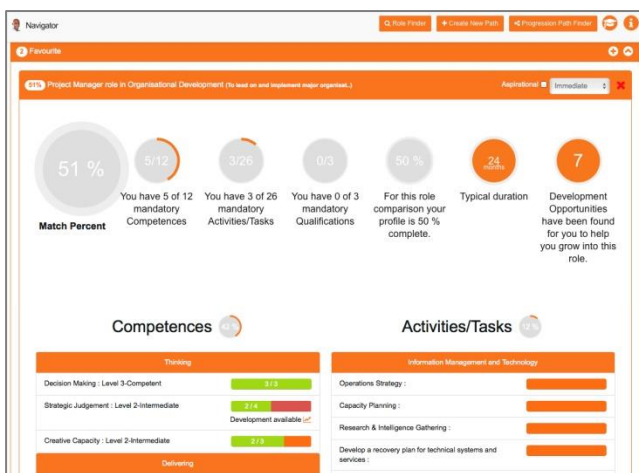 Navigator
Role Finder
Create New Path
Progression Path Finder
2 Favourite
51% Project Manager role in Organisational Development (To lead on and implement major organisat..)
Aspirational
Immediate
51 %
Match Percent
5/12
You have 5 of 12
mandatory
Competences
3/26
You have 3 of 26
mandatory
Activities/Tasks
0/3
You have 0 of 3
mandatory
Qualifications
50 %
For this role
comparison your
profile is 50 %
complete.
24
months
Typical duration
7
Development
Opportunities
have been found
for you to help
you grow into this
role.
Competences 42 %
Thinking
Decision Making : Level 3-Competent
3 / 3
Strategic Judgement : Level 2-Intermediate
2 / 4
Development available
Creative Capacity : Level 2-Intermediate
2 / 3
Delivering
Activities/Tasks 12 %
Information Management and Technology
Operations Strategy :
Capacity Planning :
Research & Intelligence Gathering :
Develop a recovery plan for technical systems and
services :